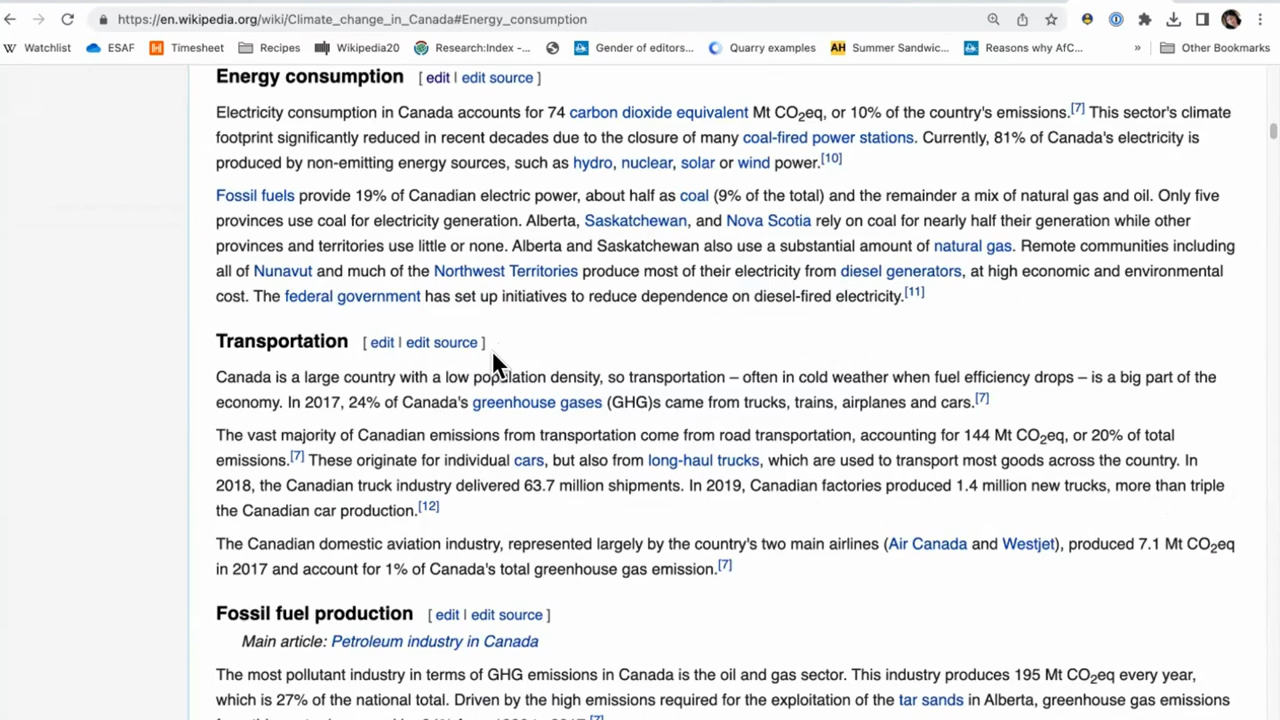 https://en.wikipedia.org/wiki/Climate_change_in_Canada#Energy_consumption
Watchlist ESAF Timesheet Recipes Wikipedia20 Research:Index -... Gender of editors... Quarry examples AH Summer Sandwic... Reasons why AfC... » Other Bookmarks
Energy consumption [ edit | edit source ]
Electricity consumption in Canada accounts for 74 carbon dioxide equivalent Mt CO2eq, or 10% of the country's emissions.[7] This sector's climate
footprint significantly reduced in recent decades due to the closure of many coal-fired power stations. Currently, 81% of Canada's electricity is
produced by non-emitting energy sources, such as hydro, nuclear, solar or wind power.[10]
Fossil fuels provide 19% of Canadian electric power, about half as coal (9% of the total) and the remainder a mix of natural gas and oil. Only five
provinces use coal for electricity generation. Alberta, Saskatchewan, and Nova Scotia rely on coal for nearly half their generation while other
provinces and territories use little or none. Alberta and Saskatchewan also use a substantial amount of natural gas. Remote communities including
all of Nunavut and much of the Northwest Territories produce most of their electricity from diesel generators, at high economic and environmental
cost. The federal government has set up initiatives to reduce dependence on diesel-fired electricity.[11]
Transportation [ edit | edit source ]
Canada is a large country with a low population density, so transportation – often in cold weather when fuel efficiency drops – is a big part of the
economy. In 2017, 24% of Canada's greenhouse gases (GHG)s came from trucks, trains, airplanes and cars.[7]
The vast majority of Canadian emissions from transportation come from road transportation, accounting for 144 Mt CO2eq, or 20% of total
emissions.[7] These originate for individual cars, but also from long-haul trucks, which are used to transport most goods across the country. In
2018, the Canadian truck industry delivered 63.7 million shipments. In 2019, Canadian factories produced 1.4 million new trucks, more than triple
the Canadian car production.[12]
The Canadian domestic aviation industry, represented largely by the country's two main airlines (Air Canada and Westjet), produced 7.1 Mt CO2eq
in 2017 and account for 1% of Canada's total greenhouse gas emission.[7]
Fossil fuel production [ edit | edit source ]
Main article: Petroleum industry in Canada
The most pollutant industry in terms of GHG emissions in Canada is the oil and gas sector. This industry produces 195 Mt CO2eq every year,
which is 27% of the national total. Driven by the high emissions required for the exploitation of the tar sands in Alberta, greenhouse gas emissions